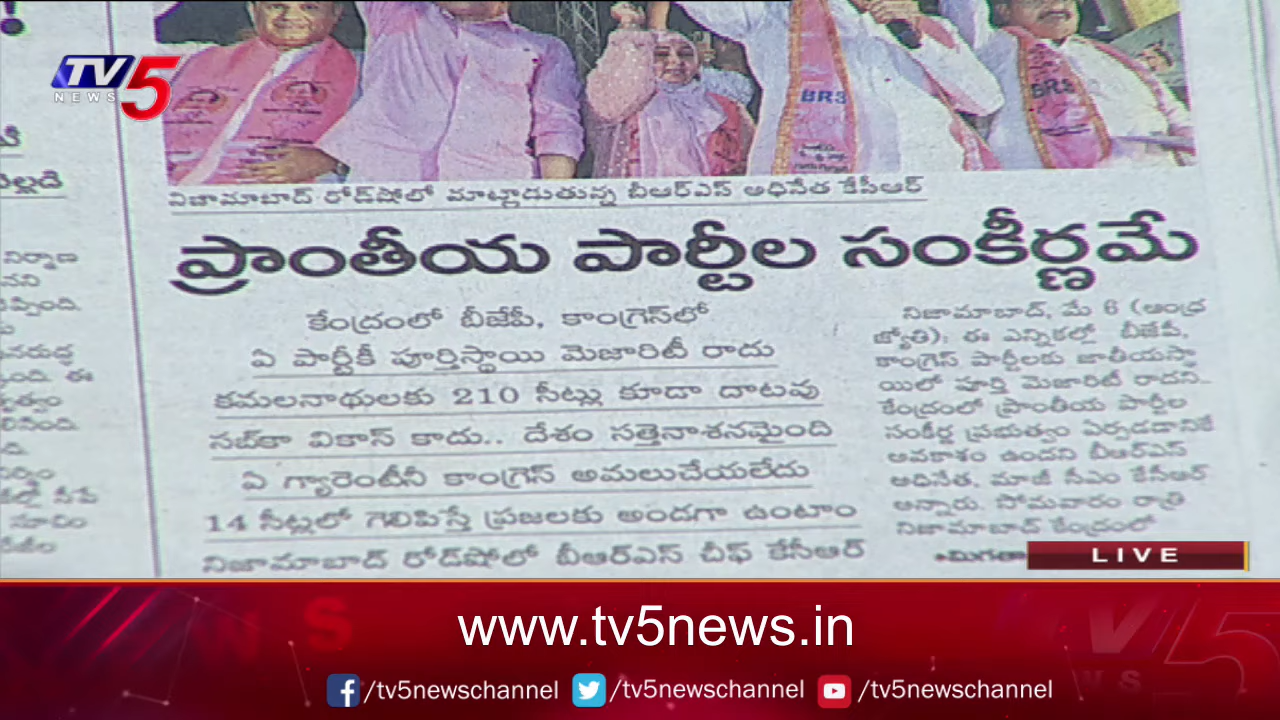 TV5
NEWS
BRS
BRS
నిజామాబాద్ రోడ్‌షోలో మాట్లాడుతున్న బీఆర్ఎస్ అధినేత కేసీఆర్
ప్రాంతీయ పార్టీల సంకీర్ణమే
కేంద్రంలో బీజేపీ, కాంగ్రెస్‌లో
ఏ పార్టీకీ పూర్తిస్థాయి మెజారిటీ రాదు
కమలనాథులకు 210 సీట్లు కూడా దాటవు
సబ్‌కా వికాస్ కాదు.. దేశం సత్తెనాశనమైంది
ఏ గ్యారెంటీనీ కాంగ్రెస్ అమలుచేయలేదు
14 సీట్లలో గెలిపిస్తే ప్రజలకు అండగా ఉంటాం
నిజామాబాద్ రోడ్‌షోలో బీఆర్ఎస్ చీఫ్ కేసీఆర్
నిజామాబాద్, మే 6 (ఆంధ్ర
జ్యోతి): ఈ ఎన్నికల్లో బీజేపీ,
కాంగ్రెస్ పార్టీలకు జాతీయస్థా
యిలో పూర్తి మెజారిటీ రాదని..
కేంద్రంలో ప్రాంతీయ పార్టీల
సంకీర్ణ ప్రభుత్వం ఏర్పడడానికే
అవకాశం ఉందని బీఆర్ఎస్
అధినేత, మాజీ సీఎం కేసీఆర్
అన్నారు. సోమవారం రాత్రి
నిజామాబాద్ కేంద్రంలో
నిర్మాణ
ఈ
LIVE
www.tv5news.in
/tv5newschannel /tv5newschannel /tv5newschannel